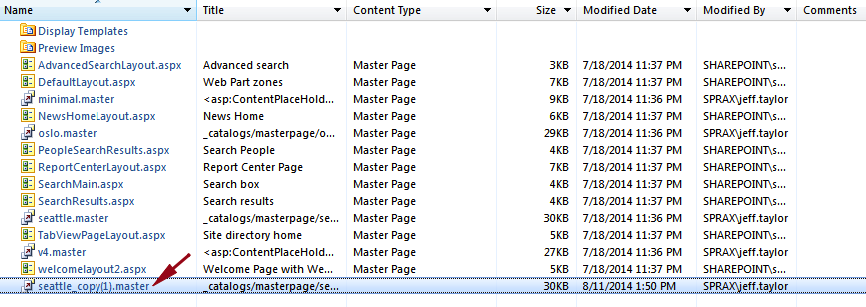 Name Title Content Type Size Modified Date Modified By Comments
Display Templates
Preview Images
AdvancedSearchLayout.aspx Advanced search Master Page 3KB 7/18/2014 11:37 PM SHAREPOINT\s...
DefaultLayout.aspx Web Part zones Master Page 7KB 7/18/2014 11:37 PM SHAREPOINT\s...
minimal.master <asp:ContentPlaceHold... Master Page 9KB 7/18/2014 11:36 PM SPRAX\jeff.taylor
NewsHomeLayout.aspx News Home Master Page 6KB 7/18/2014 11:37 PM SHAREPOINT\s...
oslo.master _catalogs/masterpage/o... Master Page 29KB 7/18/2014 11:36 PM SPRAX\jeff.taylor
PeopleSearchResults.aspx Search People Master Page 4KB 7/18/2014 11:37 PM SHAREPOINT\s...
ReportCenterLayout.aspx Report Center Page Master Page 7KB 7/18/2014 11:37 PM SHAREPOINT\s...
SearchMain.aspx Search box Master Page 4KB 7/18/2014 11:37 PM SHAREPOINT\s...
SearchResults.aspx Search results Master Page 4KB 7/18/2014 11:37 PM SHAREPOINT\s...
seattle.master _catalogs/masterpage/se... Master Page 30KB 7/18/2014 11:36 PM SPRAX\jeff.taylor
TabViewPageLayout.aspx Site directory home Master Page 5KB 7/18/2014 11:37 PM SHAREPOINT\s...
v4.master <asp:ContentPlaceHold... Master Page 27KB 7/18/2014 11:36 PM SPRAX\jeff.taylor
welcomelayout2.aspx Welcome Page with We... Master Page 5KB 7/18/2014 11:37 PM SHAREPOINT\s...
seattle_copy(1).master _catalogs/masterpage/se... 30KB 8/11/2014 1:50 PM SPRAX\jeff.taylor